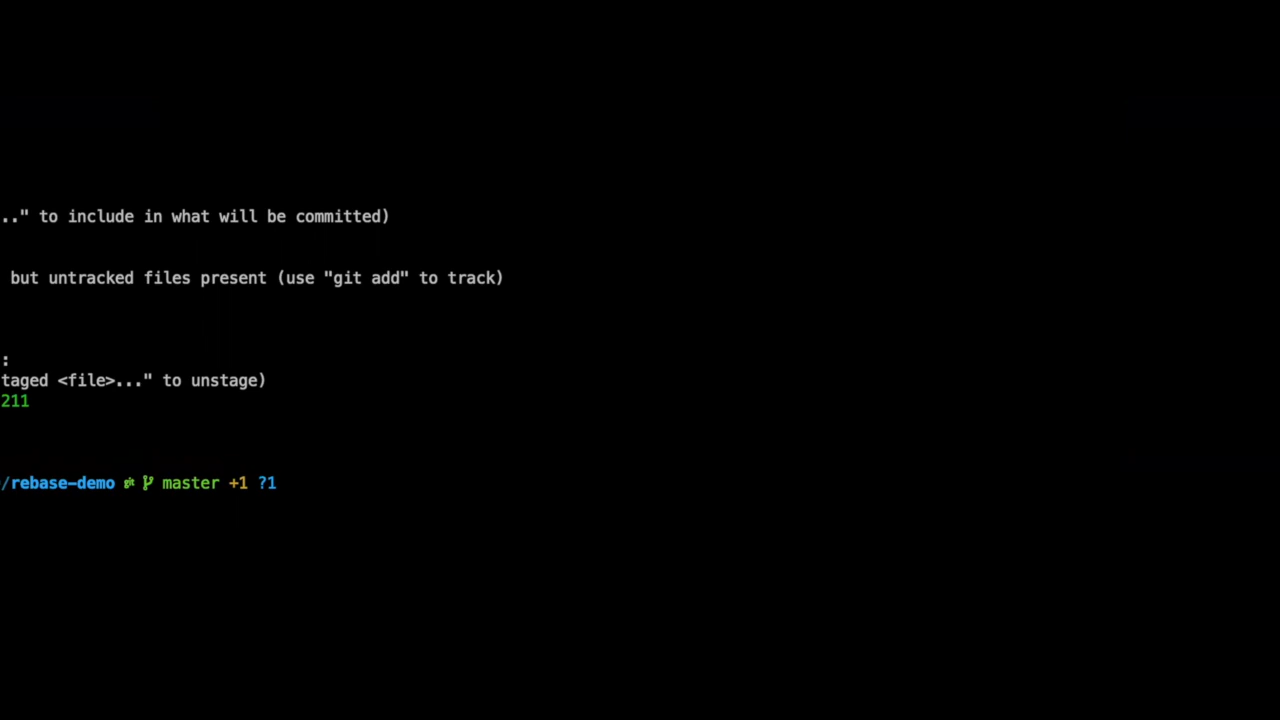 .." to include in what will be committed)
but untracked files present (use "git add" to track)
:
taged <file>..." to unstage)
211
/rebase-demo git master +1 ?1